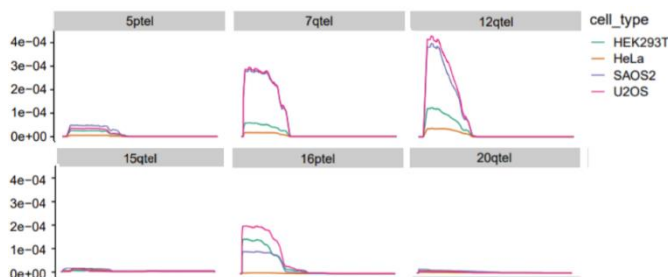 5ptel 7qtel 12qtel
cell_type
HEK293T
HeLa
SAOS2
U2OS
4e−04
3e−04
2e−04
1e−04
0e+00
15qtel 16ptel 20qtel
4e−04
3e−04
2e−04
1e−04
0e+00